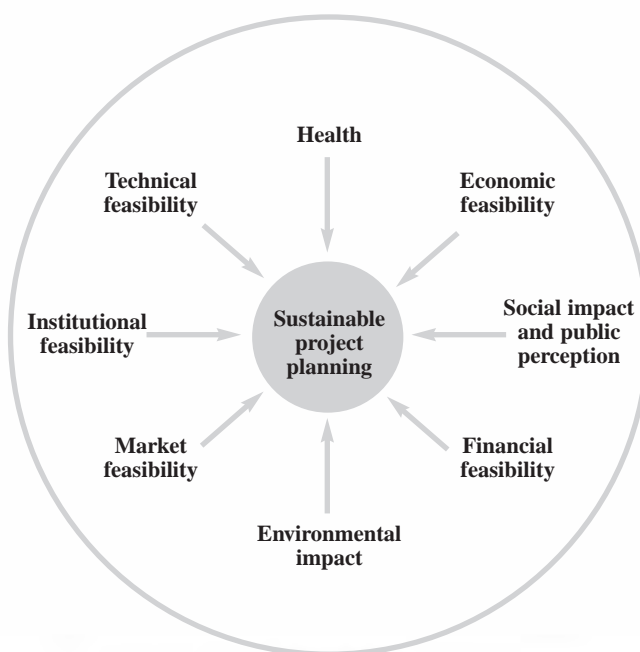 Health
Technical
feasibility
Economic
feasibility
Institutional
feasibility
Sustainable
project
planning
Social impact
and public
perception
Market
feasibility
Financial
feasibility
Environmental
impact